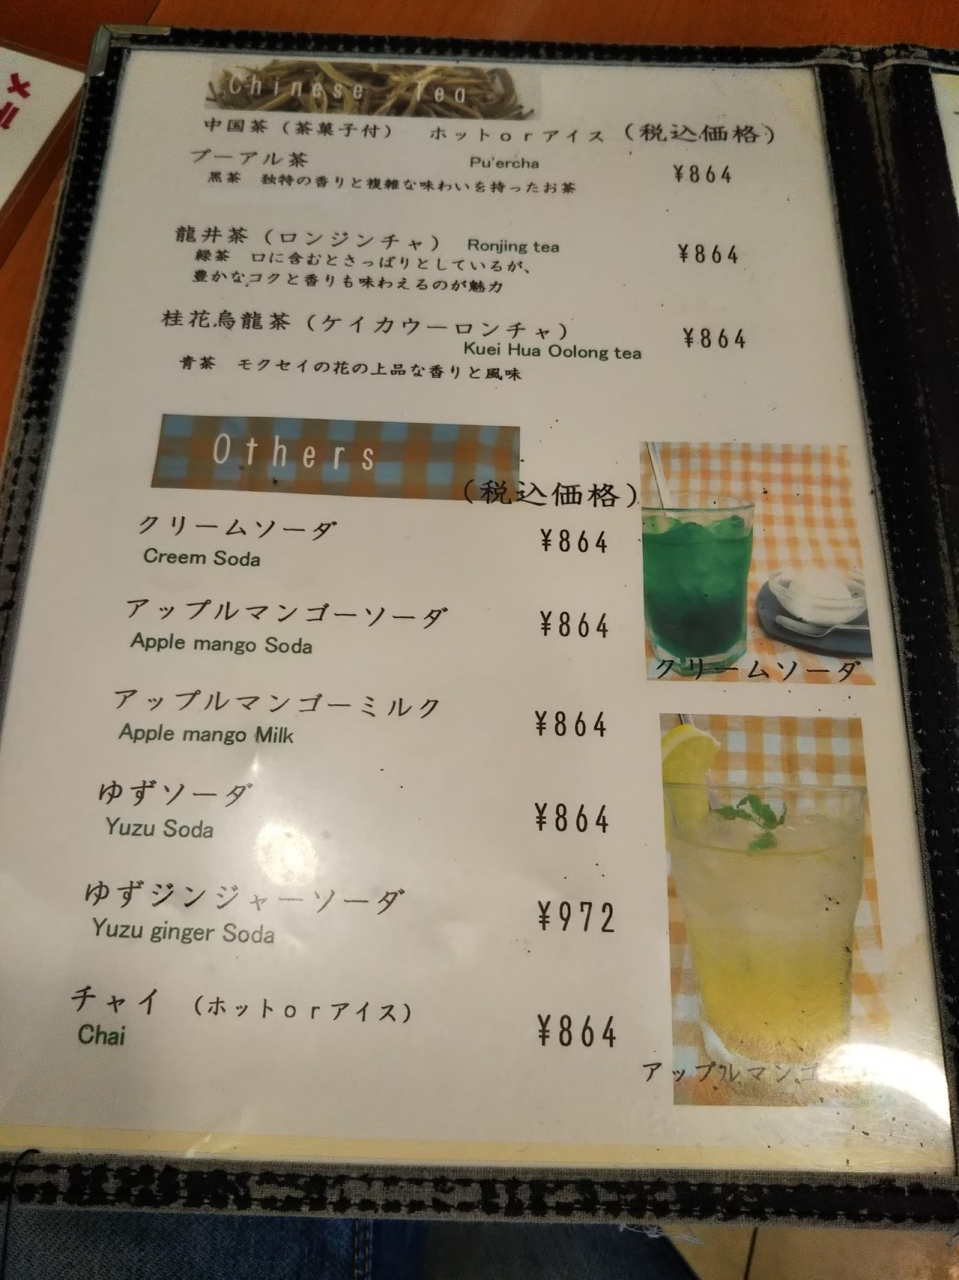 Chinese Tea
中国茶（茶菓子付） ホットorアイス（税込価格）
プーアル茶 Pu'ercha ¥864
黒茶 独特の香りと複雑な味わいを持ったお茶
龍井茶（ロンジンチャ） Ronjing tea ¥864
緑茶 口に含むとさっぱりとしているが、
豊かなコクと香りも味わえるのが魅力
桂花烏龍茶（ケイカウーロンチャ） ¥864
Kuei Hua Oolong tea
青茶 モクセイの花の上品な香りと風味
Others
（税込価格）
クリームソーダ ¥864
Creem Soda
アップルマンゴーソーダ ¥864
Apple mango Soda
クリームソーダ
アップルマンゴーミルク ¥864
Apple mango Milk
ゆずソーダ ¥864
Yuzu Soda
ゆずジンジャーソーダ ¥972
Yuzu ginger Soda
チャイ （ホットorアイス） ¥864
Chai
アップルマンゴ